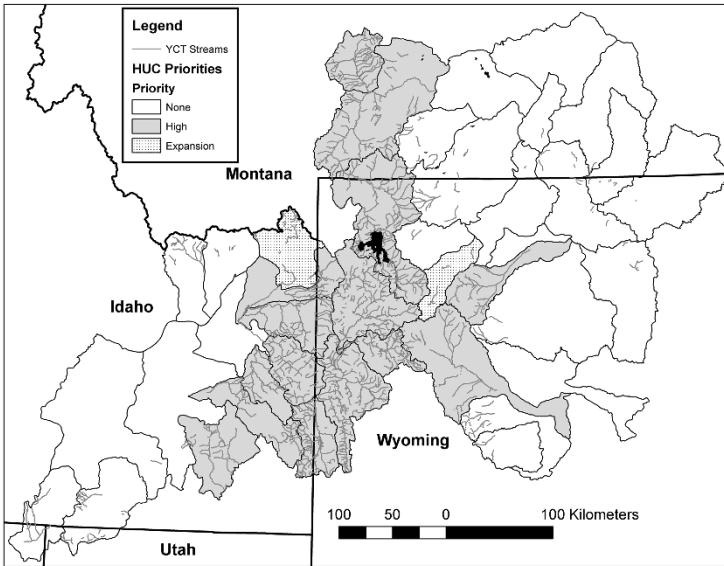 Legend
YCT Streams
HUC Priorities
Priority
None
High
Expansion
Montana
Idaho
Wyoming
100 50 0 100 Kilometers
Utah